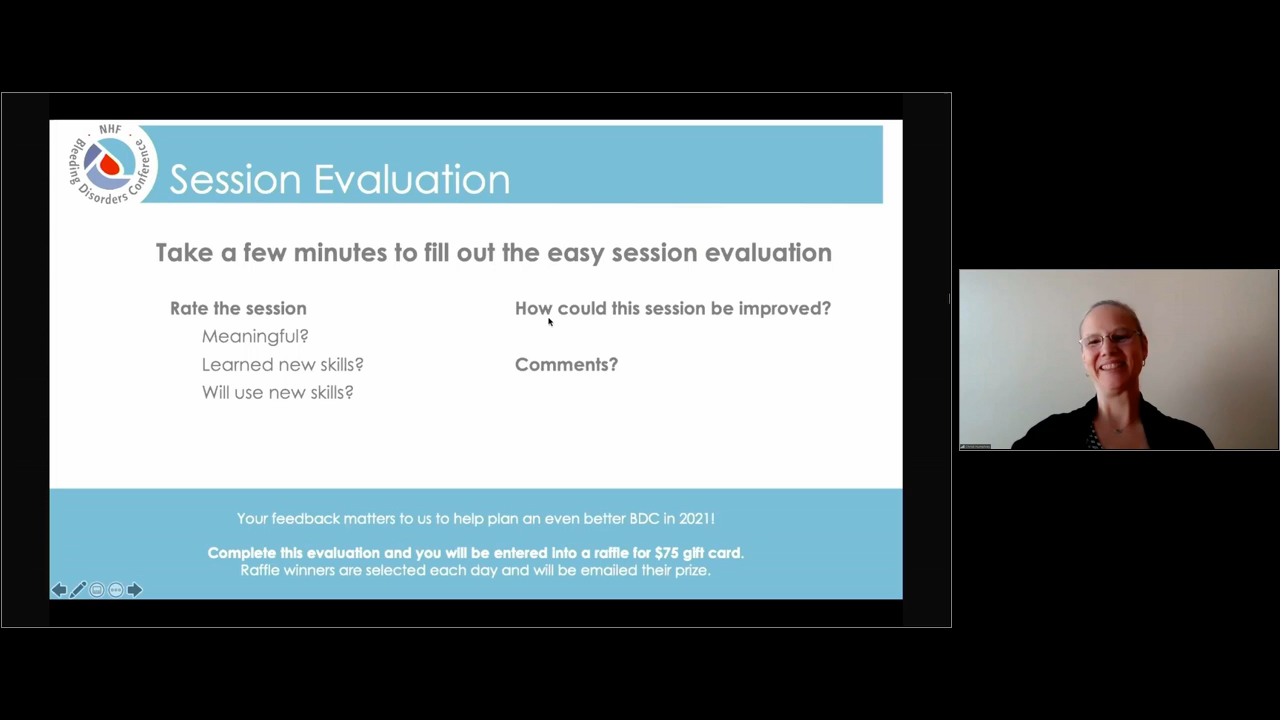 NHF
Bleeding Disorders Conference
Session Evaluation
Take a few minutes to fill out the easy session evaluation
Rate the session
Meaningful?
Learned new skills?
Will use new skills?
How could this session be improved?
Comments?
Your feedback matters to us to help plan an even better BDC in 2021!
Complete this evaluation and you will be entered into a raffle for $75 gift card.
Raffle winners are selected each day and will be emailed their prize.